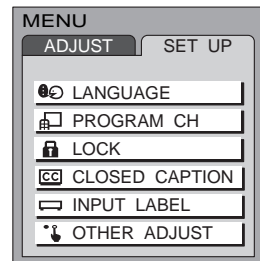 MENU
ADJUST SET UP
LANGUAGE
PROGRAM CH
LOCK
CC CLOSED CAPTION
INPUT LABEL
OTHER ADJUST